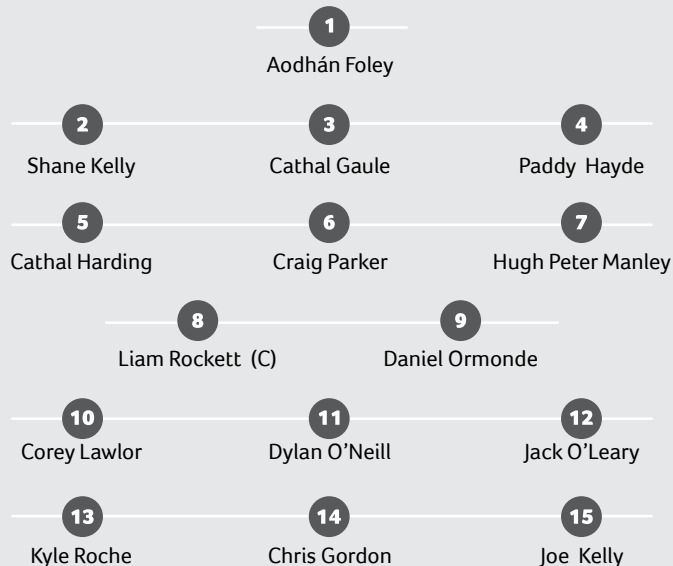 1
Aodhán Foley
2 3 4
Shane Kelly Cathal Gaule Paddy Hayde
5 6 7
Cathal Harding Craig Parker Hugh Peter Manley
8 9
Liam Rockett (C) Daniel Ormonde
10 11 12
Corey Lawlor Dylan O'Neill Jack O'Leary
13 14 15
Kyle Roche Chris Gordon Joe Kelly